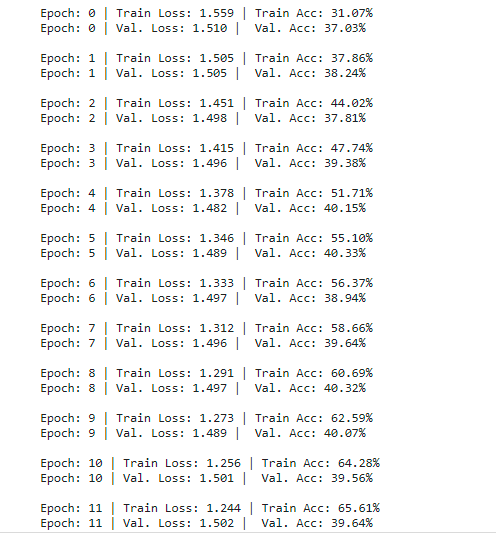 Epoch: 0 | Train Loss: 1.559 | Train Acc: 31.07%
Epoch: 0 | Val. Loss: 1.510 |  Val. Acc: 37.03%
Epoch: 1 | Train Loss: 1.505 | Train Acc: 37.86%
Epoch: 1 | Val. Loss: 1.505 |  Val. Acc: 38.24%
Epoch: 2 | Train Loss: 1.451 | Train Acc: 44.02%
Epoch: 2 | Val. Loss: 1.498 |  Val. Acc: 37.81%
Epoch: 3 | Train Loss: 1.415 | Train Acc: 47.74%
Epoch: 3 | Val. Loss: 1.496 |  Val. Acc: 39.38%
Epoch: 4 | Train Loss: 1.378 | Train Acc: 51.71%
Epoch: 4 | Val. Loss: 1.482 |  Val. Acc: 40.15%
Epoch: 5 | Train Loss: 1.346 | Train Acc: 55.10%
Epoch: 5 | Val. Loss: 1.489 |  Val. Acc: 40.33%
Epoch: 6 | Train Loss: 1.333 | Train Acc: 56.37%
Epoch: 6 | Val. Loss: 1.497 |  Val. Acc: 38.94%
Epoch: 7 | Train Loss: 1.312 | Train Acc: 58.66%
Epoch: 7 | Val. Loss: 1.496 |  Val. Acc: 39.64%
Epoch: 8 | Train Loss: 1.291 | Train Acc: 60.69%
Epoch: 8 | Val. Loss: 1.497 |  Val. Acc: 40.32%
Epoch: 9 | Train Loss: 1.273 | Train Acc: 62.59%
Epoch: 9 | Val. Loss: 1.489 |  Val. Acc: 40.07%
Epoch: 10 | Train Loss: 1.256 | Train Acc: 64.28%
Epoch: 10 | Val. Loss: 1.501 |  Val. Acc: 39.56%
Epoch: 11 | Train Loss: 1.244 | Train Acc: 65.61%
Epoch: 11 | Val. Loss: 1.502 |  Val. Acc: 39.64%